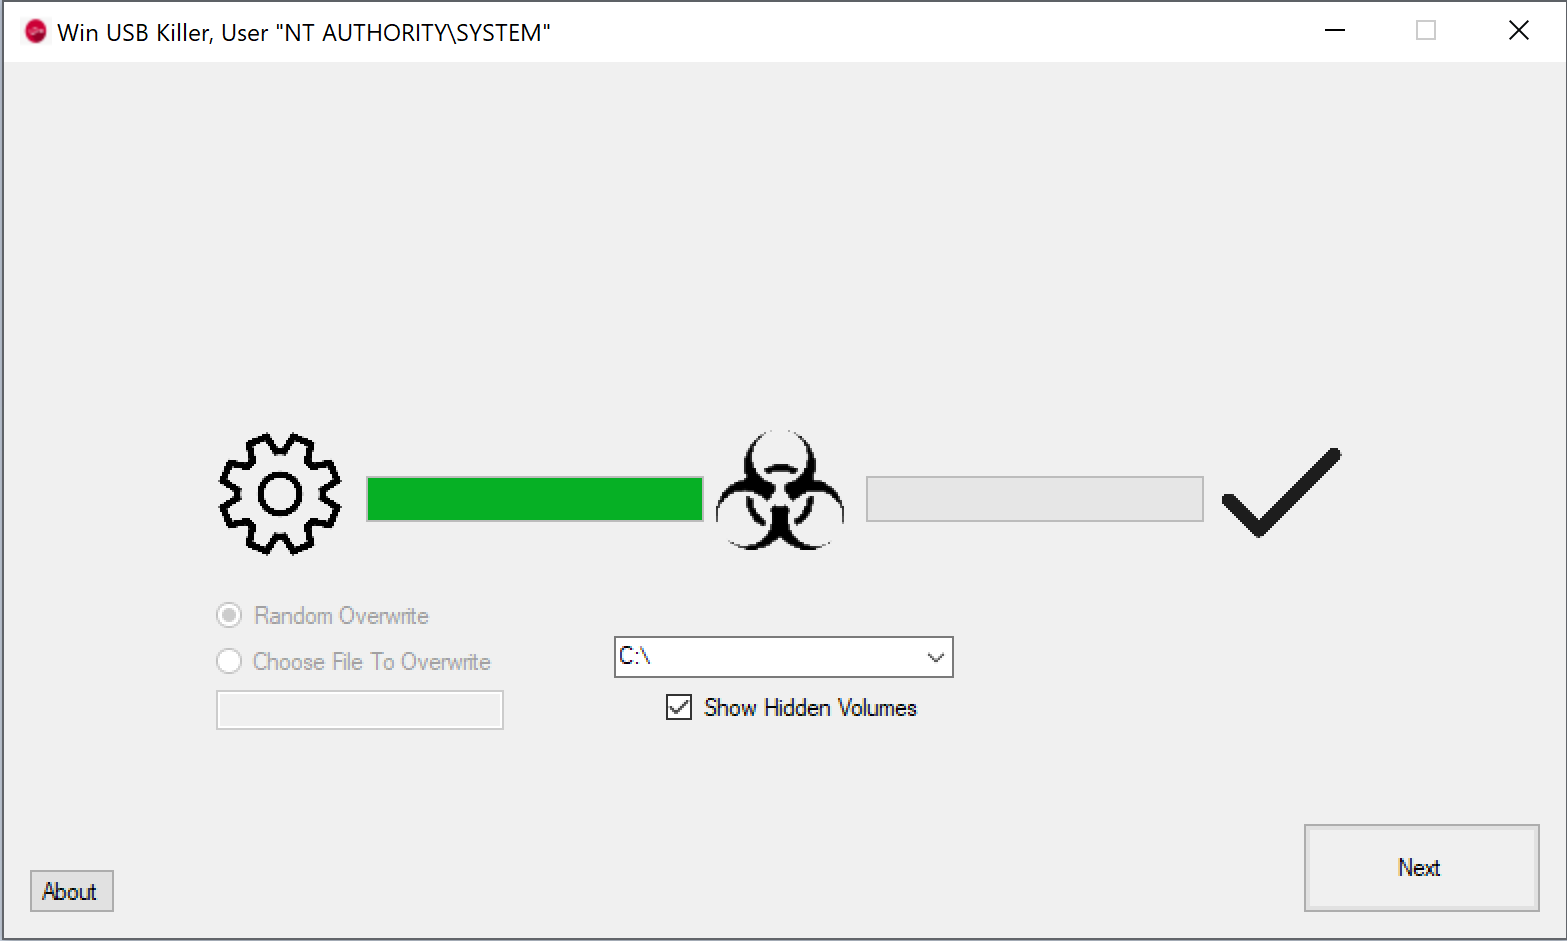 Win USB Killer, User "NT AUTHORITY\SYSTEM"
Random Overwrite
Choose File To Overwrite
C:\
Show Hidden Volumes
Next
About